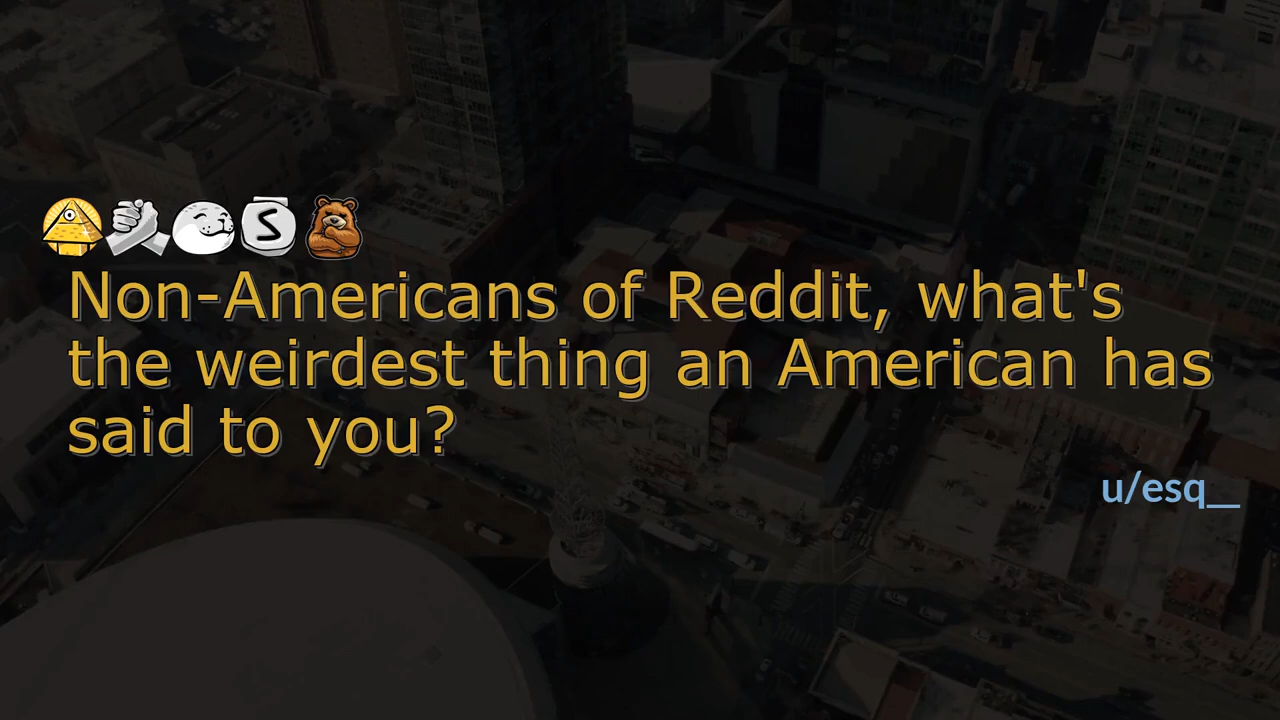 Non-Americans of Reddit, what's
the weirdest thing an American has
said to you?
u/esq__